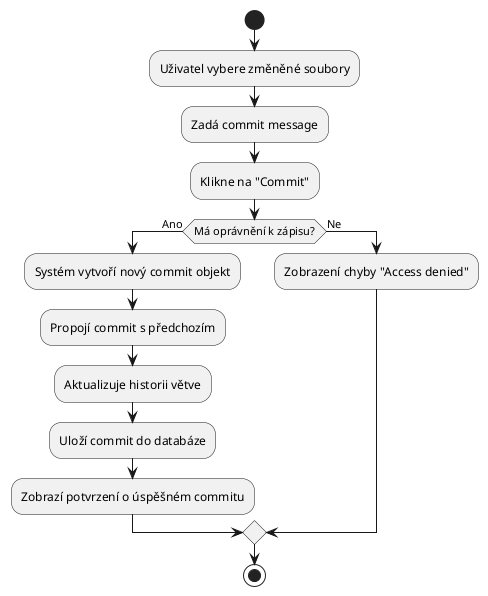 Uživatel vybere změněné soubory
Zadá commit message
Klikne na "Commit"
Má oprávnění k zápisu?
Ano
Ne
Systém vytvoří nový commit objekt
Zobrazení chyby "Access denied"
Propojí commit s předchozím
Aktualizuje historii větve
Uloží commit do databáze
Zobrazí potvrzení o úspěšném commitu